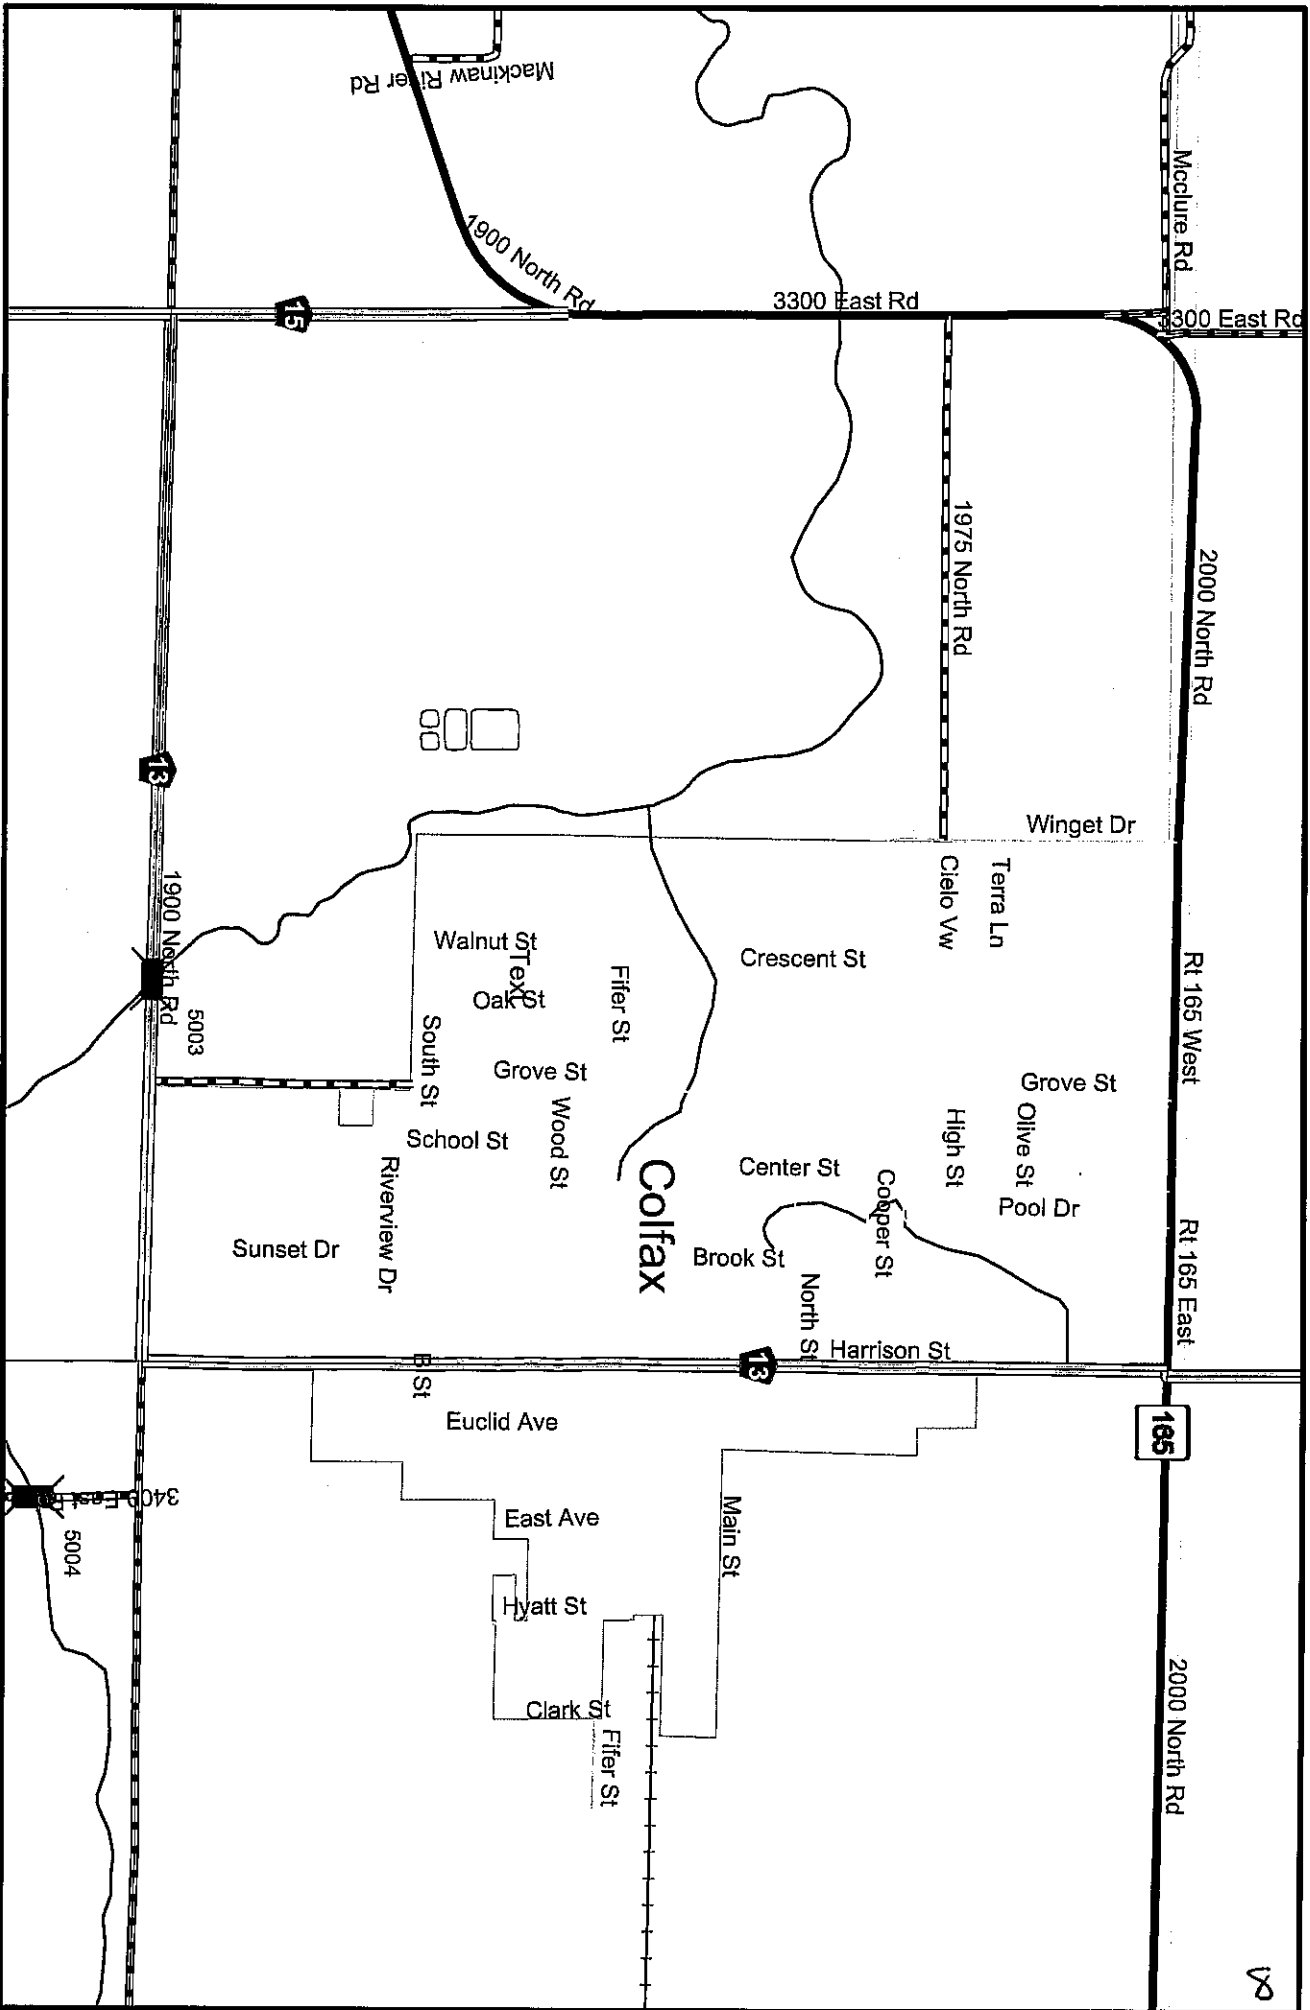 Mackinaw River Rd
Mcclure Rd
1900 North Rd
3300 East Rd
3300 East Rd
15
1975 North Rd
2000 North Rd
13
Winget Dr
1900 North Rd
Cielo Vw
Terra Ln
Walnut St
Text
Oak St
Fifer St
Crescent St
Rt 165 West
5003
South St
Grove St
Grove St
School St
Wood St
High St
Olive St
Center St
Colfax
Cooper St
Pool Dr
Riverview Dr
Sunset Dr
Brook St
North St
Rt 165 East
Harrison St
B St
13
Euclid Ave
165
3400 East Rd
5004
East Ave
Main St
Hyatt St
Clark St
Fifer St
2000 North Rd
8